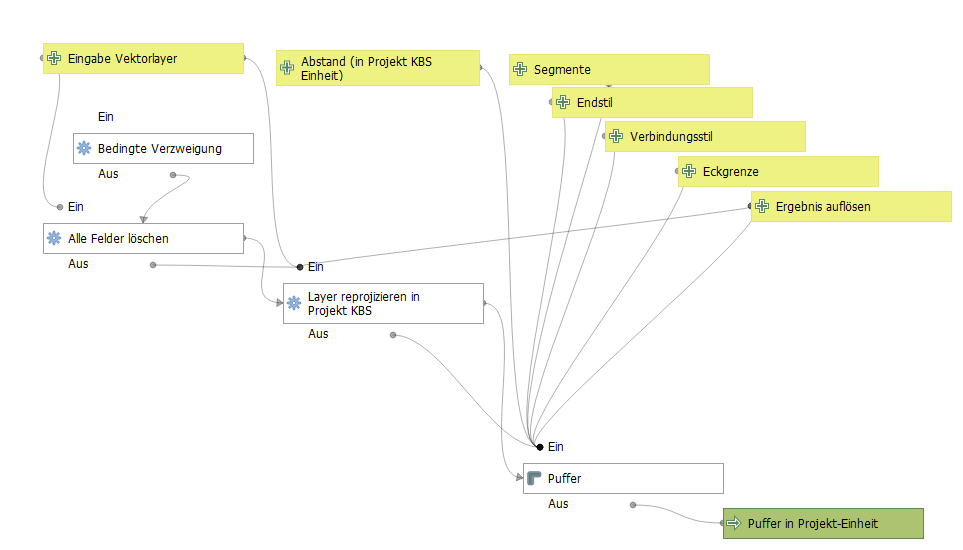 Eingabe Vektorlayer
Abstand (in Projekt KBS
Einheit)
Segmente
Endstil
Verbindungsstil
Eckgrenze
Ergebnis auflösen
Ein
Bedingte Verzweigung
Aus
Ein
Alle Felder löschen
Aus
Ein
Layer reprojizieren in
Projekt KBS
Aus
Ein
Puffer
Aus
Puffer in Projekt-Einheit